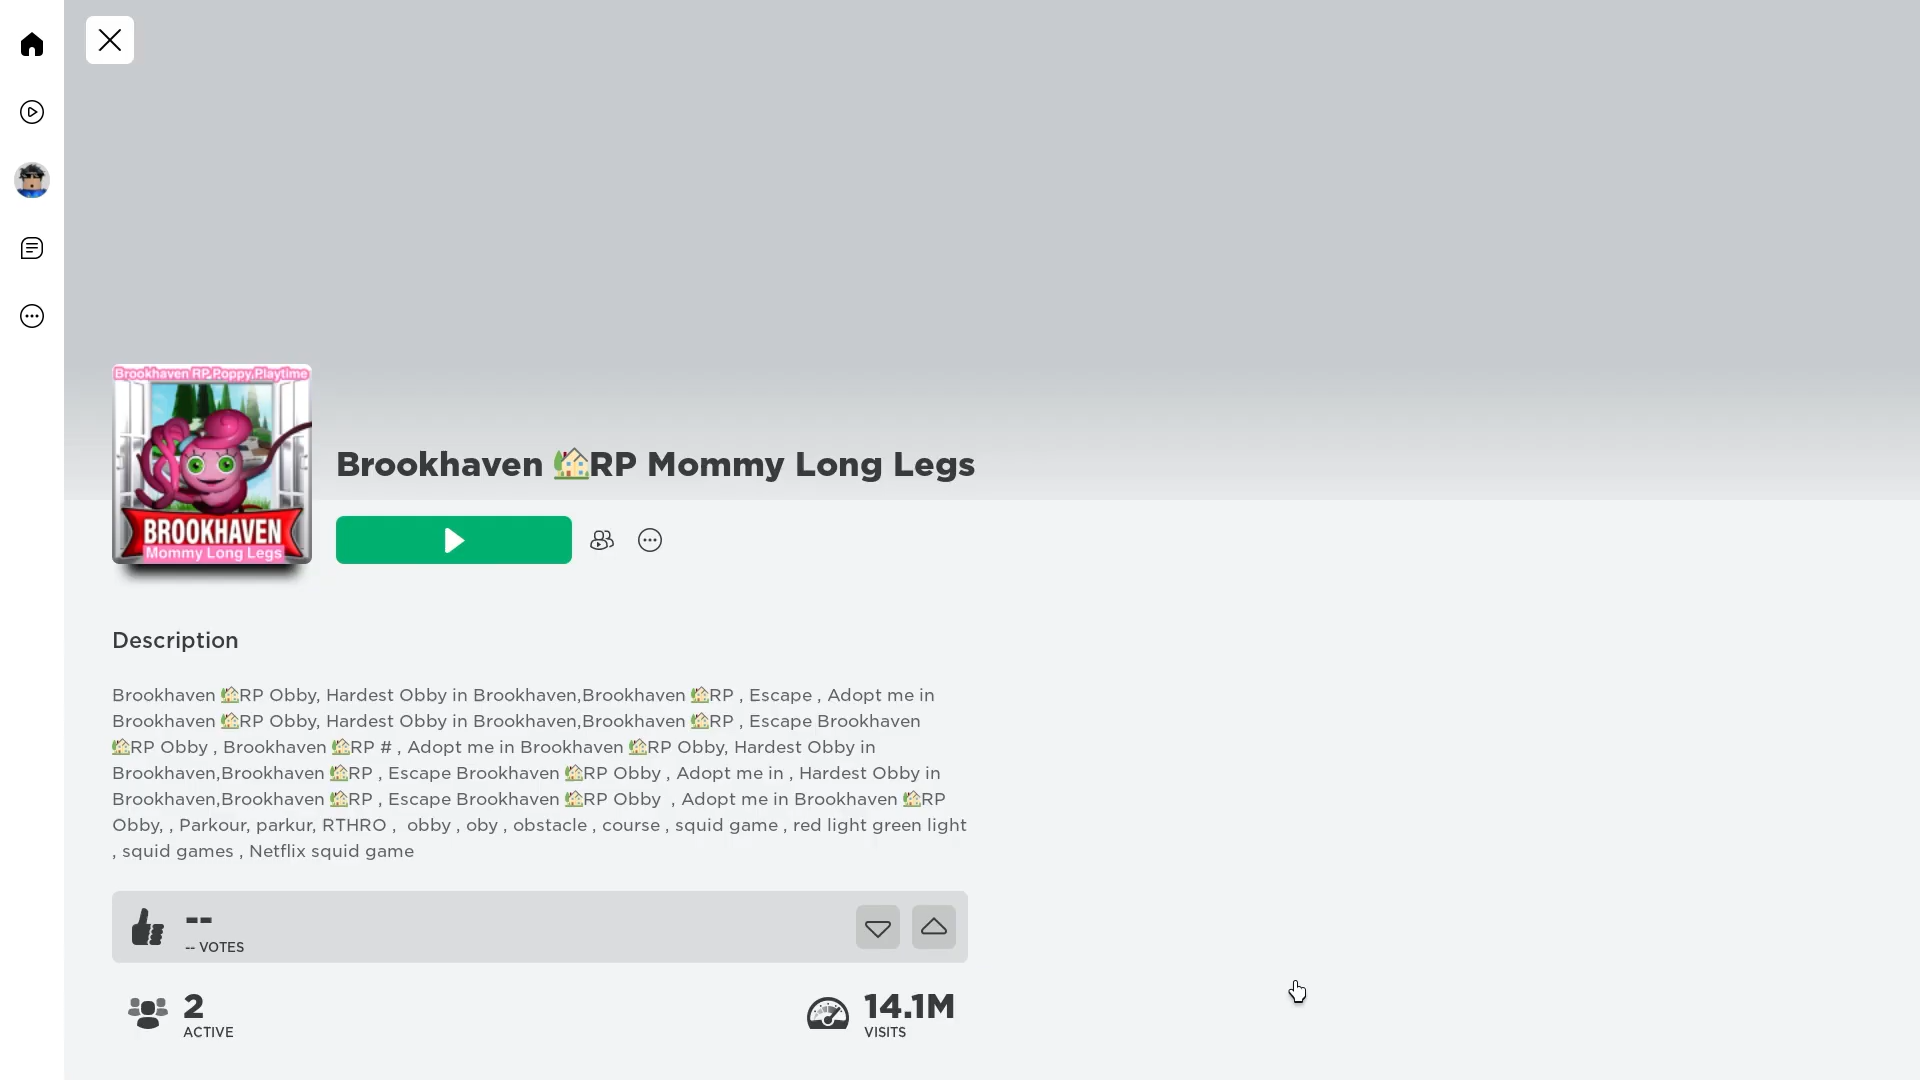 Brookhaven RP Poppy Playtime
BROOKHAVEN
Mommy Long Legs
Brookhaven 🏡RP Mommy Long Legs
Description
Brookhaven 🏡RP Obby, Hardest Obby in Brookhaven,Brookhaven 🏡RP , Escape , Adopt me in
Brookhaven 🏡RP Obby, Hardest Obby in Brookhaven,Brookhaven 🏡RP , Escape Brookhaven
🏡RP Obby , Brookhaven 🏡RP # , Adopt me in Brookhaven 🏡RP Obby, Hardest Obby in
Brookhaven,Brookhaven 🏡RP , Escape Brookhaven 🏡RP Obby , Adopt me in , Hardest Obby in
Brookhaven,Brookhaven 🏡RP , Escape Brookhaven 🏡RP Obby  , Adopt me in Brookhaven 🏡RP
Obby, , Parkour, parkur, RTHRO ,  obby , oby , obstacle , course , squid game , red light green light
, squid games , Netflix squid game
--
-- VOTES
2
ACTIVE
14.1M
VISITS